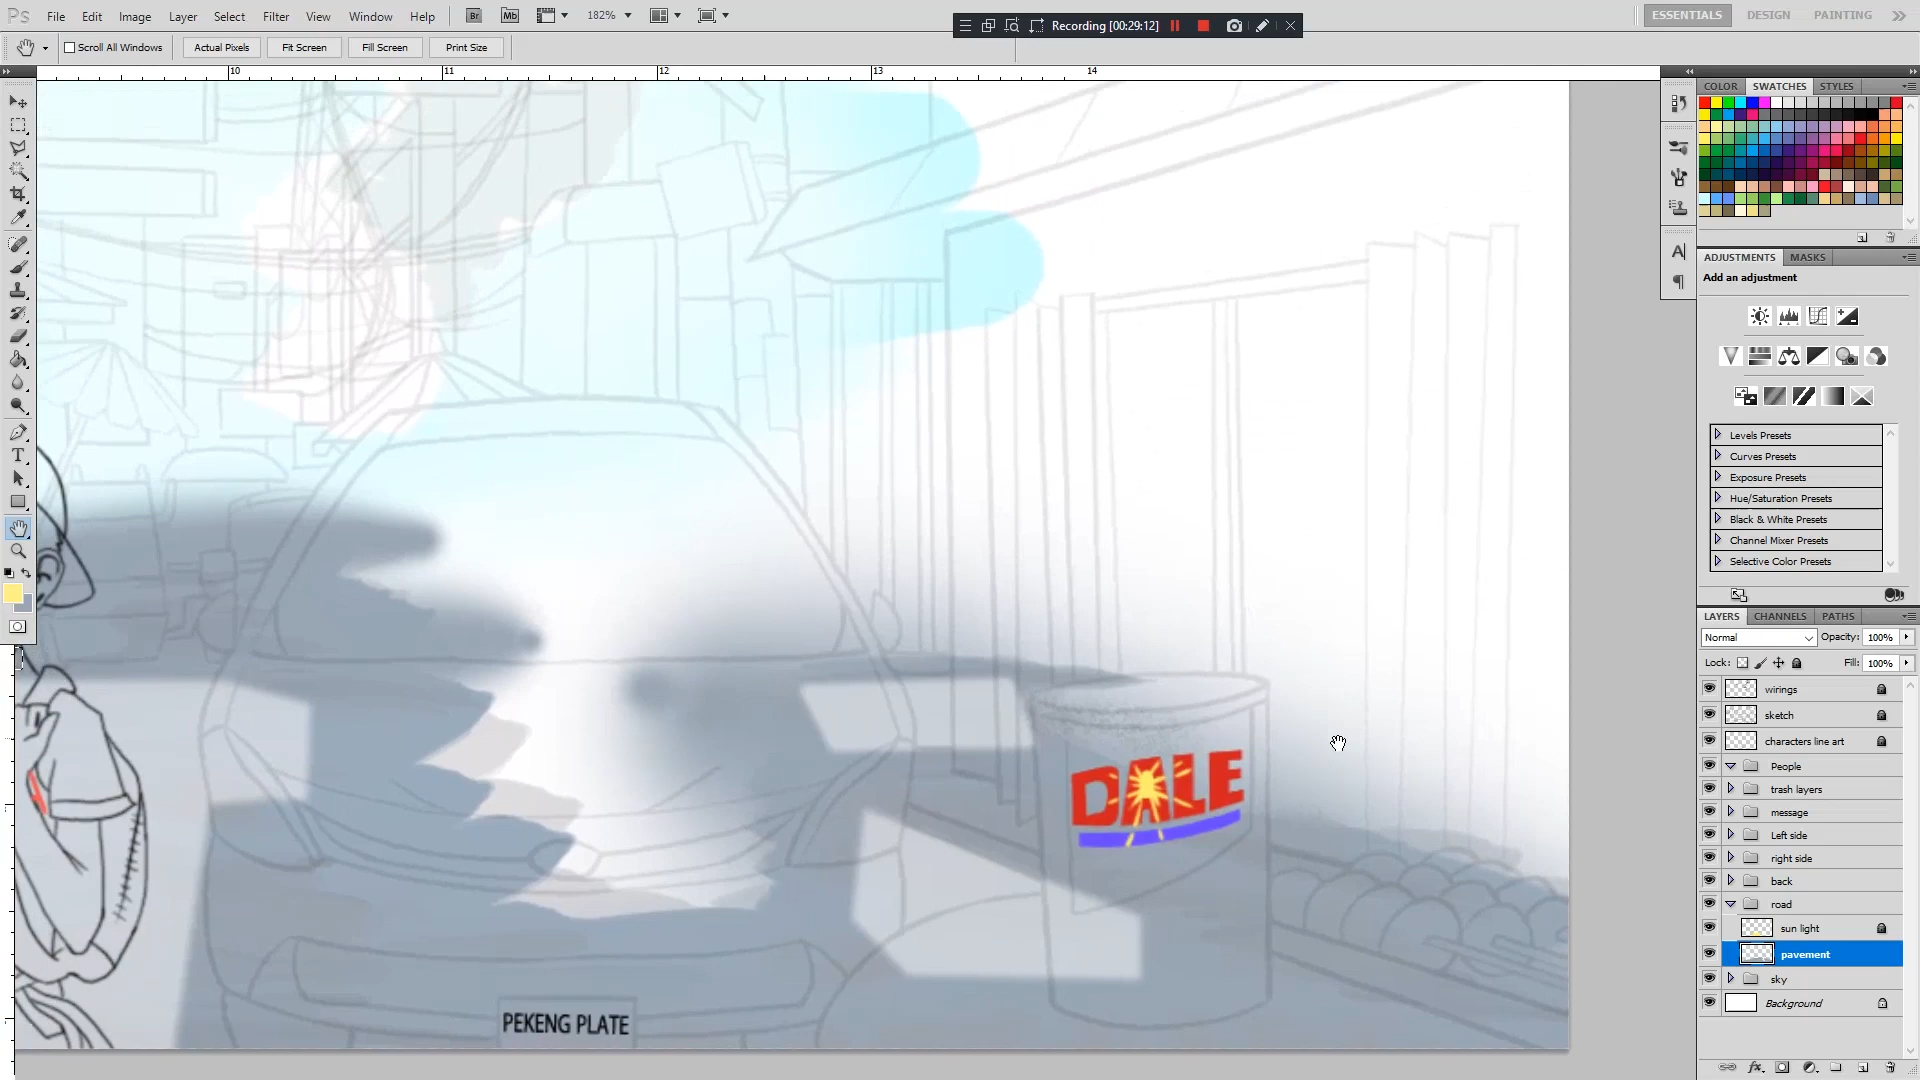 Ps File Edit Image Layer Select Filter View Window Help Br Mb 182% Recording [00:29:12] ESSENTIALS DESIGN PAINTING
Scroll All Windows Actual Pixels Fit Screen Fill Screen Print Size
10 11 12 13 14
COLOR SWATCHES STYLES
ADJUSTMENTS MASKS
Add an adjustment
Levels Presets
Curves Presets
Exposure Presets
Hue/Saturation Presets
Black & White Presets
Channel Mixer Presets
Selective Color Presets
LAYERS CHANNELS PATHS
Normal Opacity: 100%
Lock: Fill: 100%
wirings
sketch
characters line art
People
trash layers
message
Left side
right side
back
road
sun light
pavement
sky
Background
DALE
PEKENG PLATE